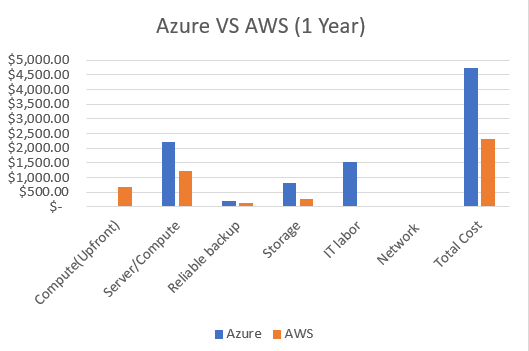 Azure VS AWS (1 Year)
$5,000.00
$4,500.00
$4,000.00
$3,500.00
$3,000.00
$2,500.00
$2,000.00
$1,500.00
$1,000.00
$500.00
$-
Compute(Upfront)
Server/Compute
Reliable backup
Storage
IT labor
Network
Total Cost
Azure AWS